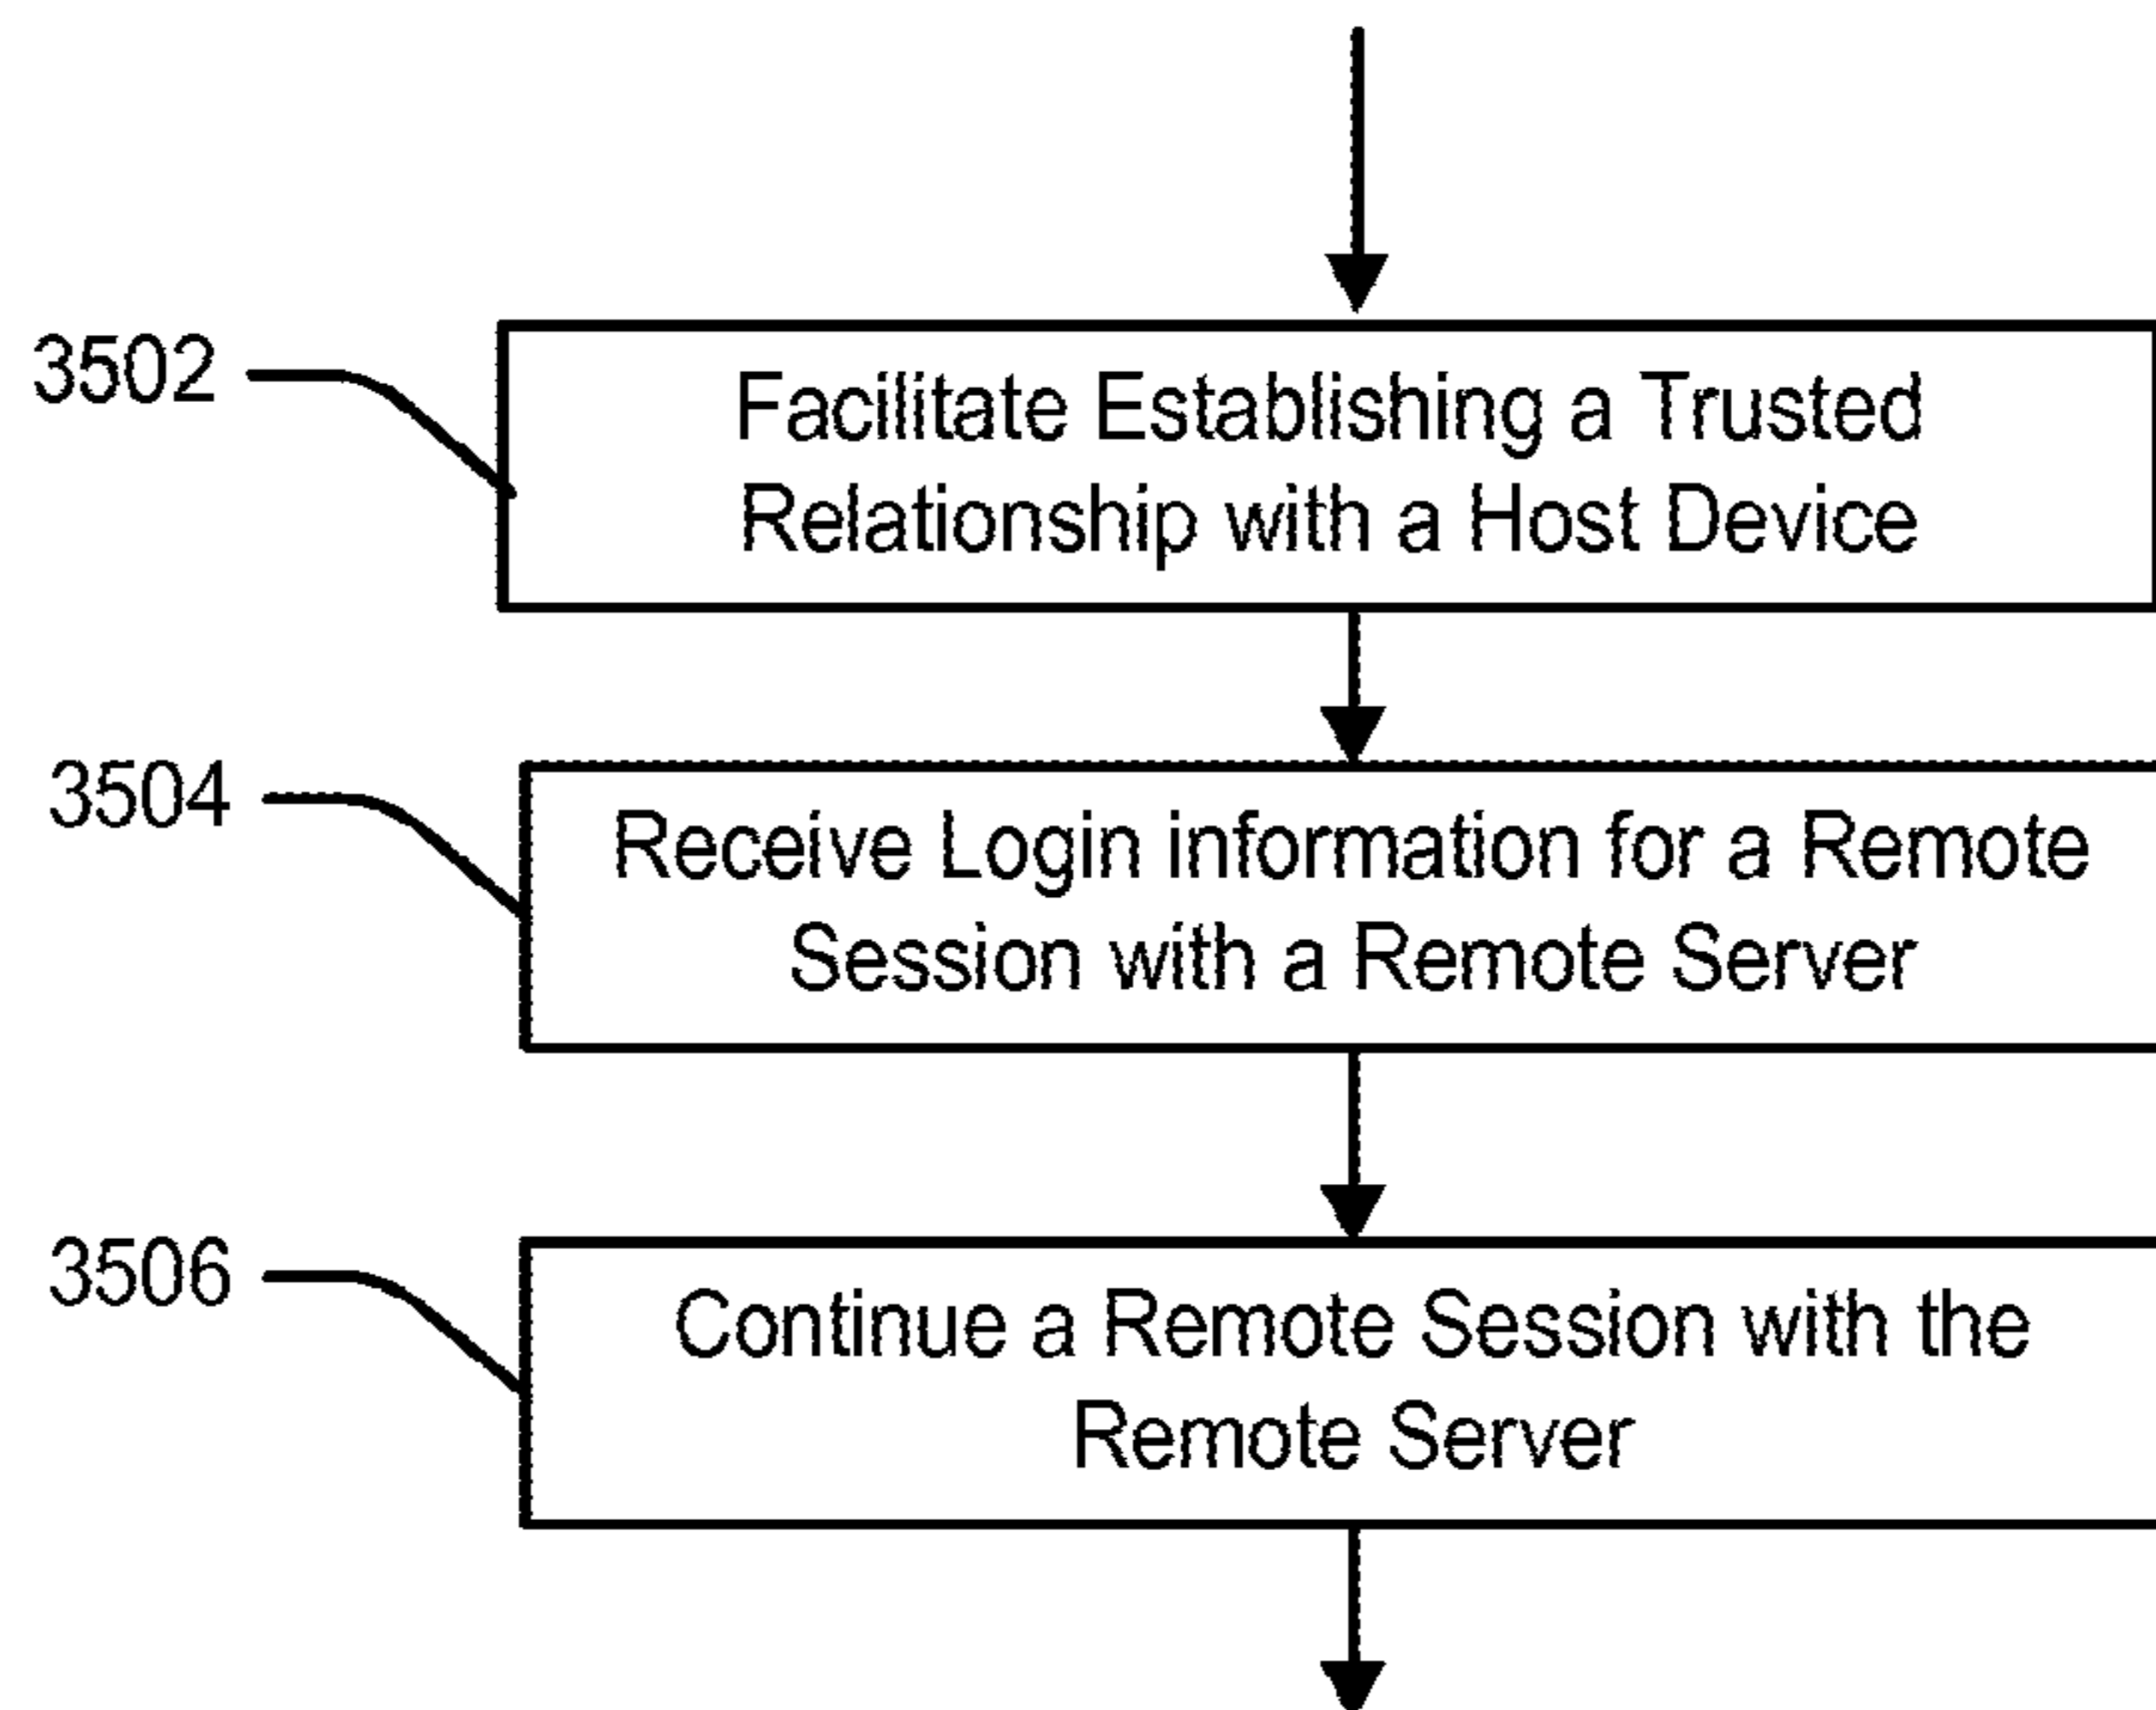 3502
Facilitate Establishing a Trusted
Relationship with a Host Device
3504
Receive Login information for a Remote
Session with a Remote Server
3506
Continue a Remote Session with the
Remote Server